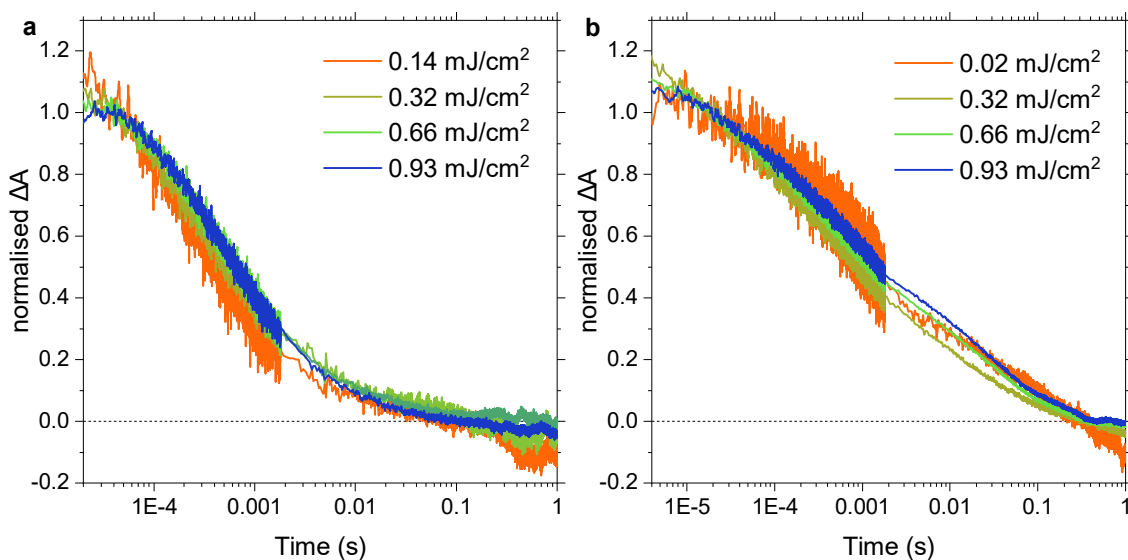 a
1.2
1.0
0.8
0.6
0.4
0.2
0.0
-0.2
normalised ΔA
0.14 mJ/cm²
0.32 mJ/cm²
0.66 mJ/cm²
0.93 mJ/cm²
1E-4 0.001 0.01 0.1 1
Time (s)
b
1.2
1.0
0.8
0.6
0.4
0.2
0.0
-0.2
normalised ΔA
0.02 mJ/cm²
0.32 mJ/cm²
0.66 mJ/cm²
0.93 mJ/cm²
1E-5 1E-4 0.001 0.01 0.1 1
Time (s)